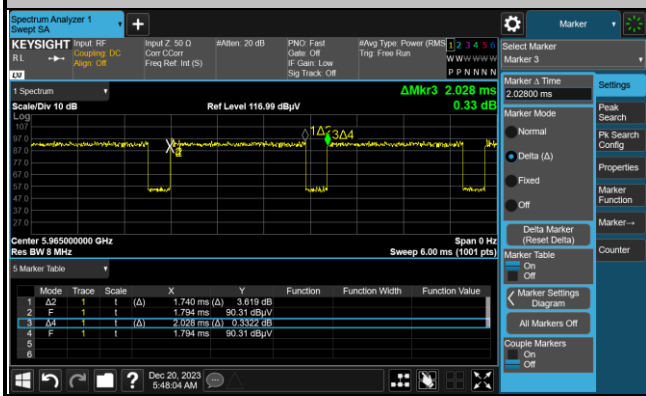 Spectrum Analyzer 1
Swept SA
+
Marker
KEYSIGHT
R L
LXI
Input: RF
Coupling: DC
Align: Off
Input Z: 50 Ω
Corr CCorr
Freq Ref: Int (S)
#Atten: 20 dB
PNO: Fast
Gate: Off
IF Gain: Low
Sig Track: Off
#Avg Type: Power (RMS
Trig: Free Run
1 2 3 4 5 6
W W W W W W
P P N N N N
Select Marker
Marker 3
1 Spectrum
ΔMkr3 2.028 ms
0.33 dB
Scale/Div 10 dB
Ref Level 116.99 dBµV
Log
107
97.0
87.0
77.0
67.0
57.0
47.0
37.0
27.0
1Δ2
3Δ4
Center 5.965000000 GHz
Res BW 8 MHz
Span 0 Hz
Sweep 6.00 ms (1001 pts)
5 Marker Table
Mode Trace Scale X Y Function Function Width Function Value
1 Δ2 1 t (Δ) 1.740 ms (Δ) 3.619 dB
2 F 1 t 1.794 ms 90.31 dBµV
3 Δ4 1 t (Δ) 2.028 ms (Δ) 0.3322 dB
4 F 1 t 1.794 ms 90.31 dBµV
5
6
Marker Δ Time
2.02800 ms
Marker Mode
Normal
Delta (Δ)
Fixed
Off
Delta Marker
(Reset Delta)
Marker Table
On
Off
Marker Settings
Diagram
All Markers Off
Couple Markers
On
Off
Settings
Peak
Search
Pk Search
Config
Properties
Marker
Function
Marker→
Counter
?
Dec 20, 2023
5:48:04 AM